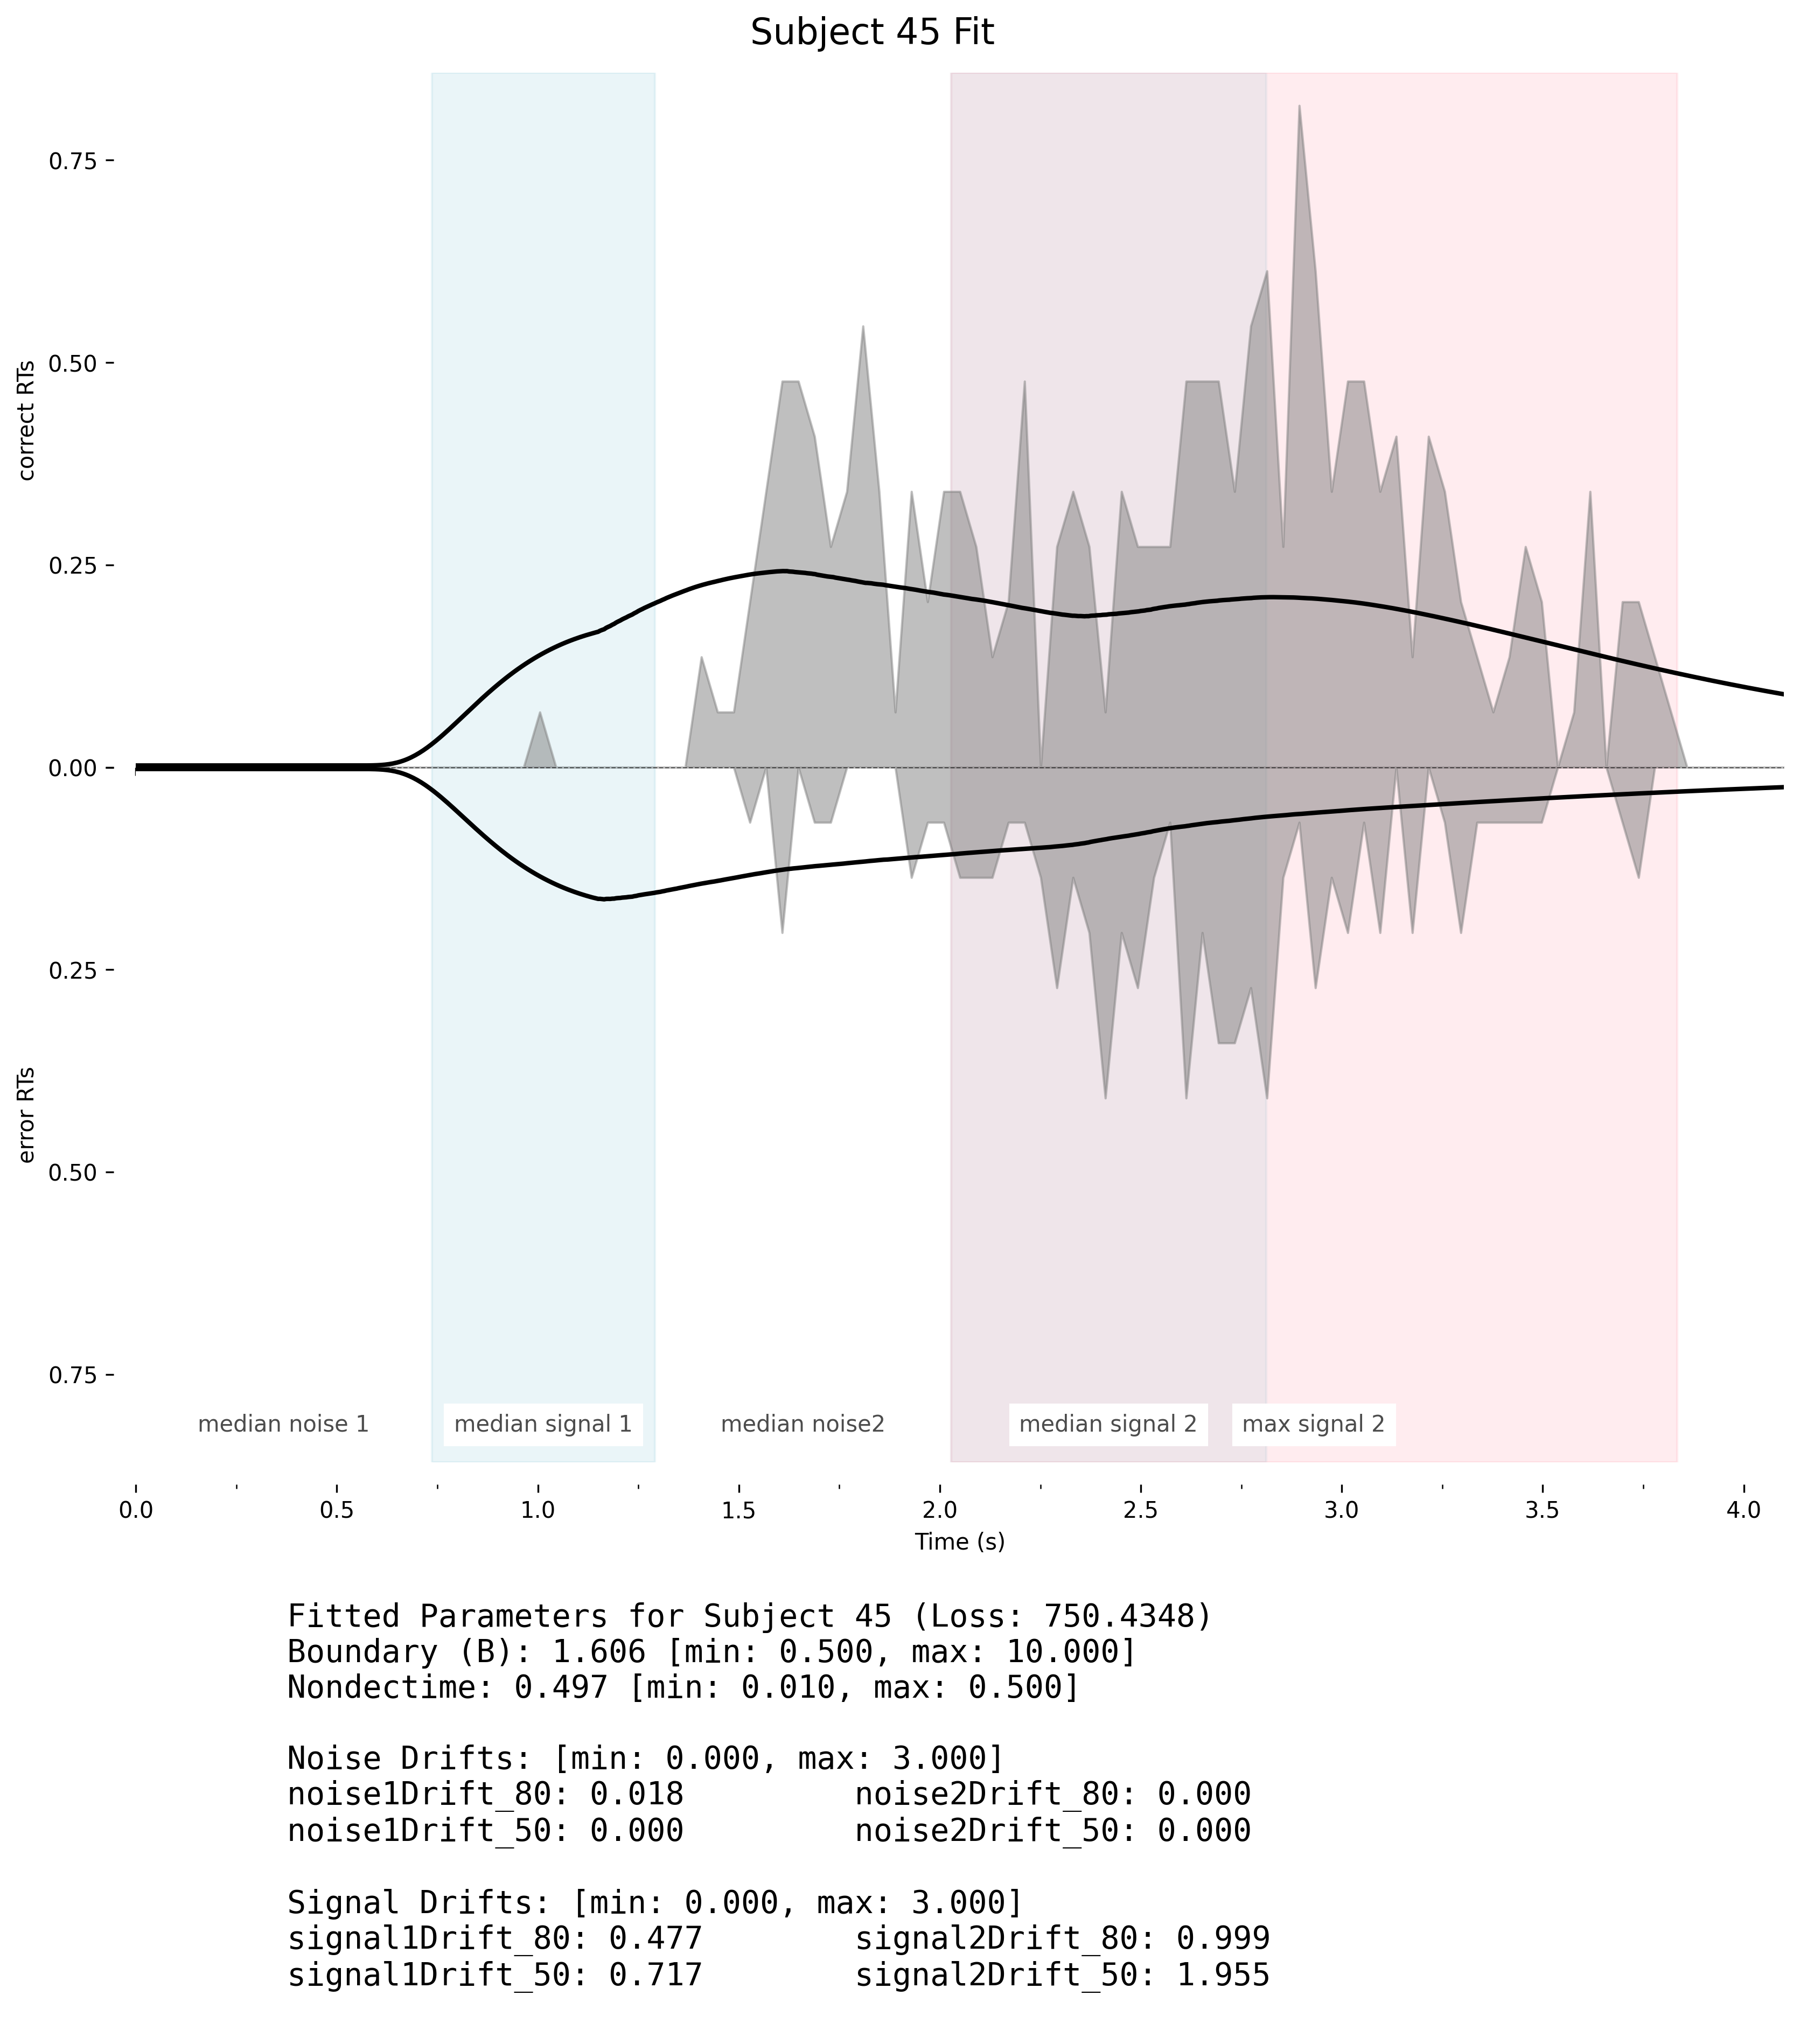 Subject 45 Fit
0.75
0.50
0.25
0.00
0.25
0.50
0.75
correct RTs
error RTs
median noise 1
median signal 1
median noise2
median signal 2
max signal 2
0.0 0.5 1.0 1.5 2.0 2.5 3.0 3.5 4.0
Time (s)
Fitted Parameters for Subject 45 (Loss: 750.4348)
Boundary (B): 1.606 [min: 0.500, max: 10.000]
Nondectime: 0.497 [min: 0.010, max: 0.500]
Noise Drifts: [min: 0.000, max: 3.000]
noise1Drift_80: 0.018 noise2Drift_80: 0.000
noise1Drift_50: 0.000 noise2Drift_50: 0.000
Signal Drifts: [min: 0.000, max: 3.000]
signal1Drift_80: 0.477 signal2Drift_80: 0.999
signal1Drift_50: 0.717 signal2Drift_50: 1.955